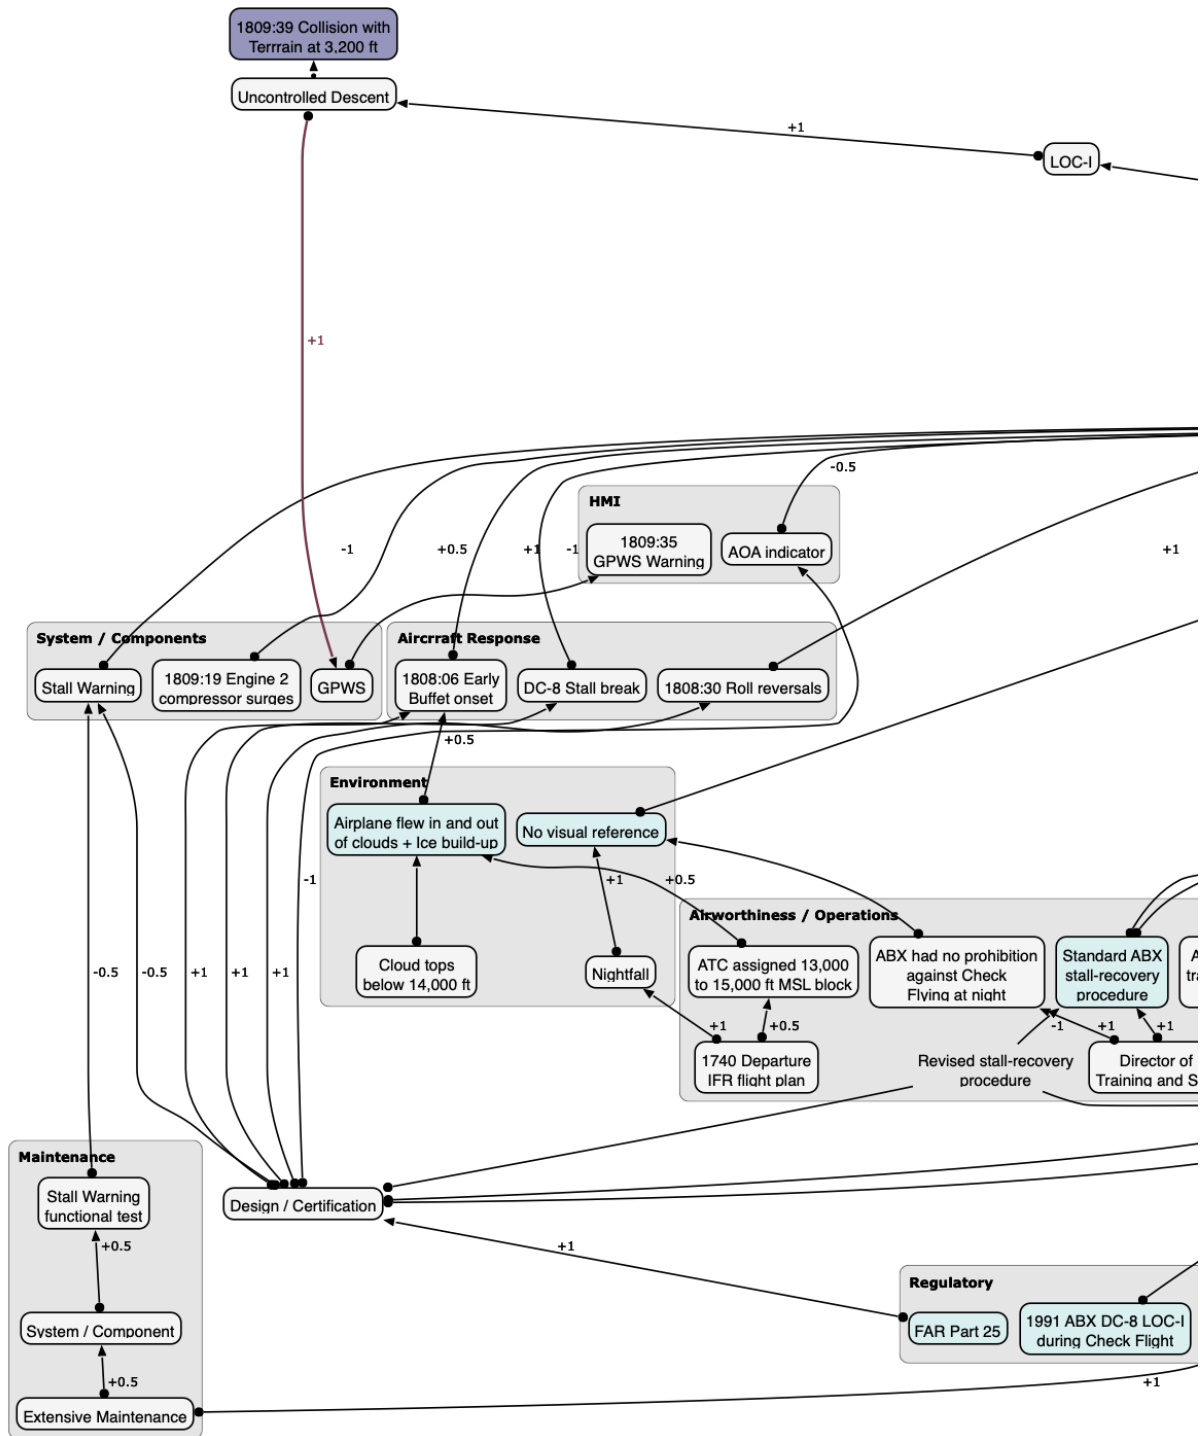 1809:39 Collision with
Terrrain at 3,200 ft
Uncontrolled Descent
+1
LOC-I
+1
-0.5
HMI
1809:35
GPWS Warning
AOA indicator
-1
+0.5
+1
-1
+1
System / Components
Stall Warning
1809:19 Engine 2
compressor surges
GPWS
Aircrraft Response
1808:06 Early
Buffet onset
DC-8 Stall break
1808:30 Roll reversals
+0.5
Environment
Airplane flew in and out
of clouds + Ice build-up
No visual reference
-1
+1
+0.5
Cloud tops
below 14,000 ft
Nightfall
Airworthiness / Operations
ATC assigned 13,000
to 15,000 ft MSL block
ABX had no prohibition
against Check
Flying at night
Standard ABX
stall-recovery
procedure
A
tra
-0.5
-0.5
+1
+1
+1
+1
+0.5
-1
+1
+1
1740 Departure
IFR flight plan
Revised stall-recovery
procedure
Director of
Training and S
Maintenance
Stall Warning
functional test
+0.5
System / Component
+0.5
Extensive Maintenance
Design / Certification
+1
Regulatory
FAR Part 25
1991 ABX DC-8 LOC-I
during Check Flight
+1